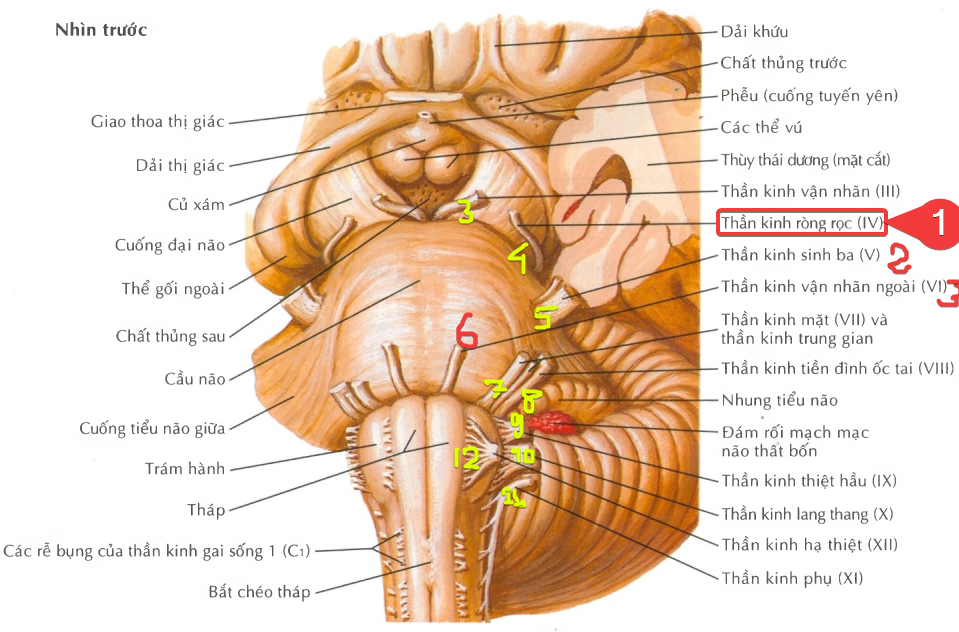 Nhìn trước
Giao thoa thị giác
Dải thị giác
Củ xám
Cuống đại não
Thể gối ngoài
Chất thủng sau
Cầu não
Cuống tiểu não giữa
Trám hành
Tháp
Các rễ bụng của thần kinh gai sống 1 (C1)
Bắt chéo tháp
Dải khứu
Chất thủng trước
Phễu (cuống tuyến yên)
Các thể vú
Thùy thái dương (mặt cắt)
Thần kinh vận nhãn (III)
Thần kinh ròng rọc (IV) 1
Thần kinh sinh ba (V) 2
Thần kinh vận nhãn ngoài (VI) 3
Thần kinh mặt (VII) và
thần kinh trung gian
Thần kinh tiền đình ốc tai (VIII)
Nhung tiểu não
Đám rối mạch mạc
não thất bốn
Thần kinh thiệt hầu (IX)
Thần kinh lang thang (X)
Thần kinh hạ thiệt (XII)
Thần kinh phụ (XI)
3
4
5
6
7
8
9
12 10